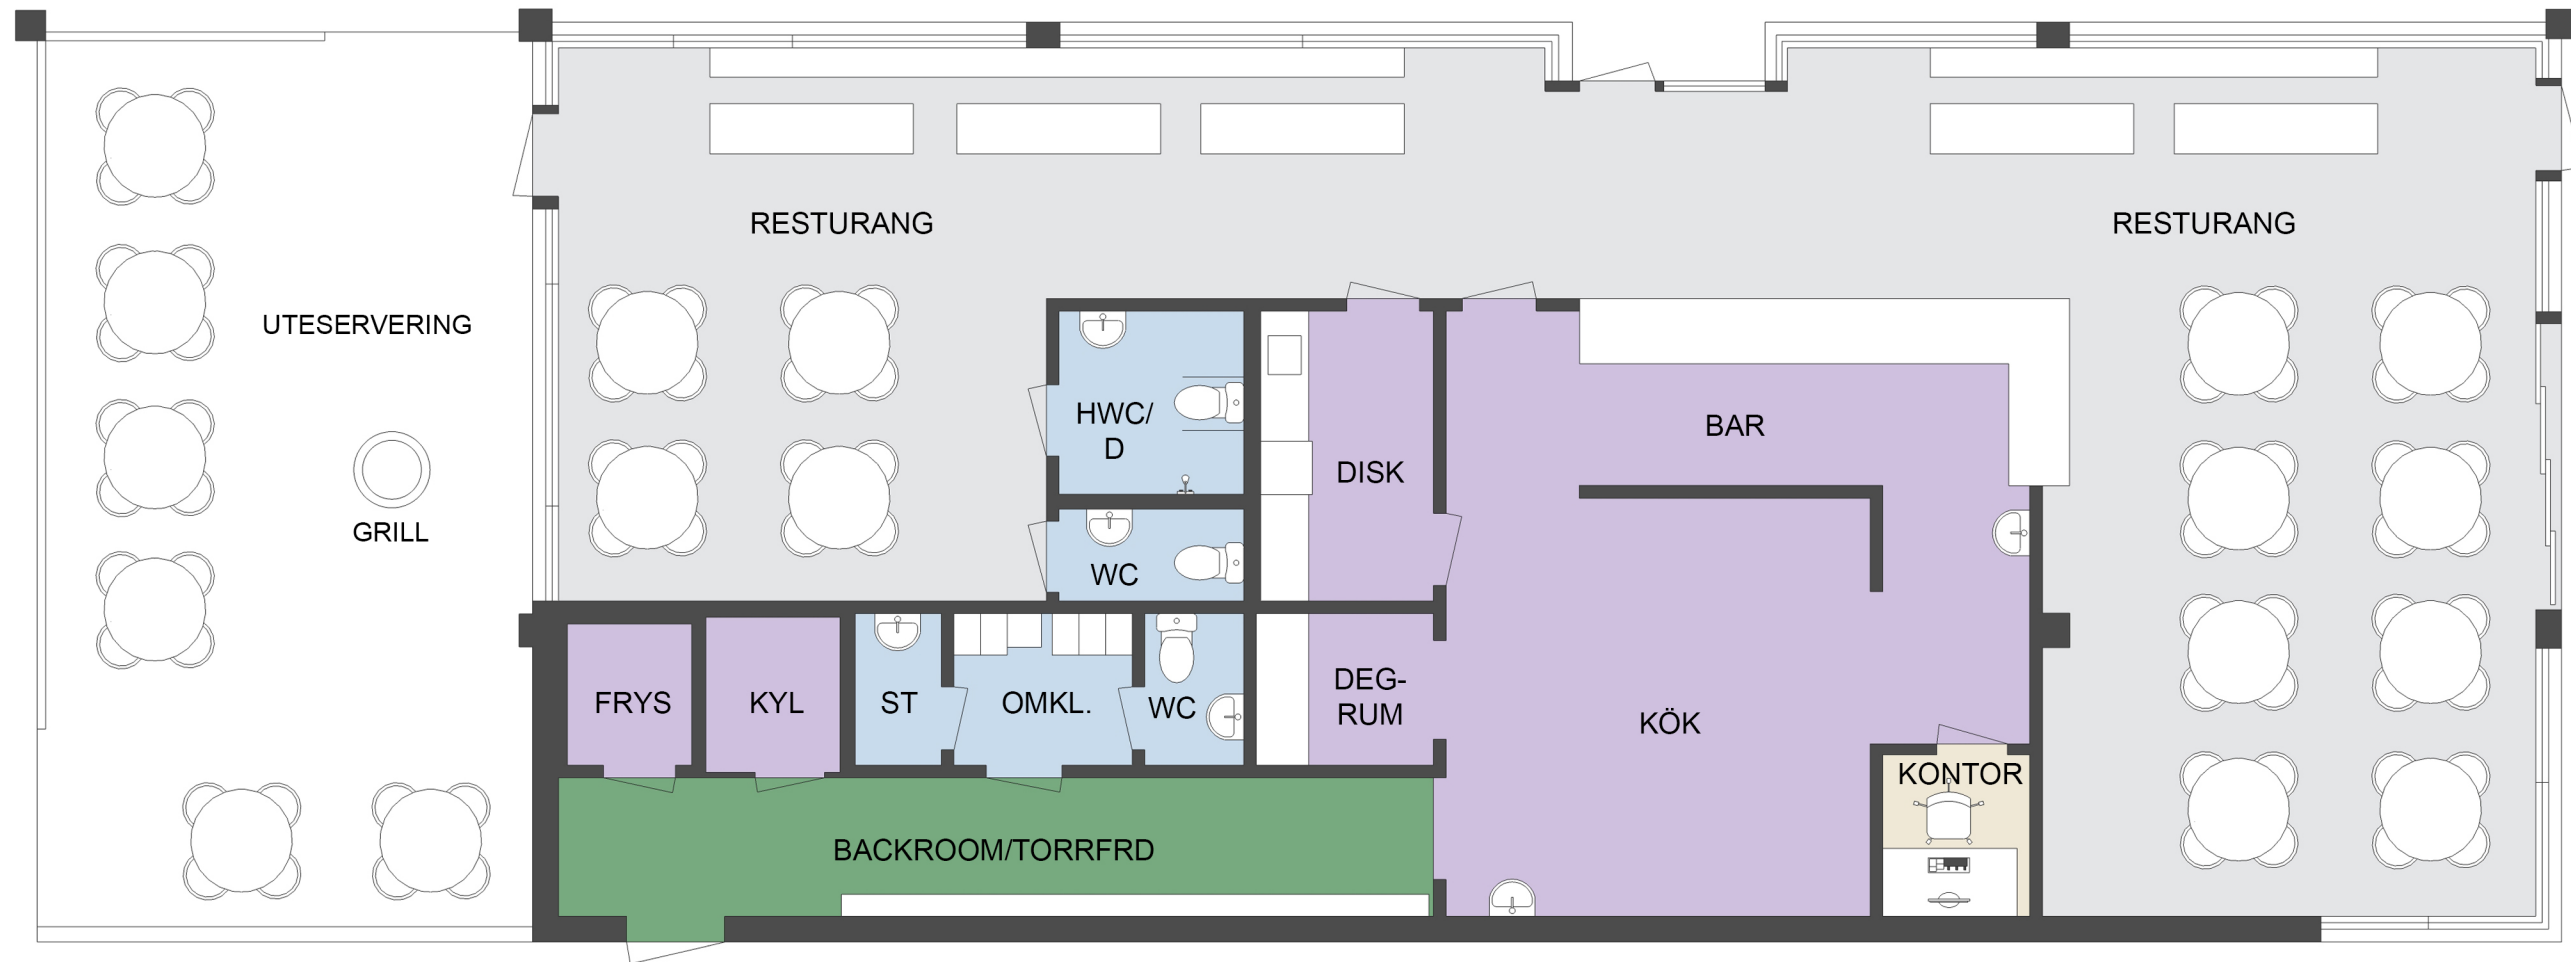 RESTURANG
RESTURANG
UTESERVERING
GRILL
HWC/
D
WC
DISK
BAR
FRYS
KYL
ST
OMKL.
WC
DEG-
RUM
KÖK
KONTOR
BACKROOM/TORRFRD